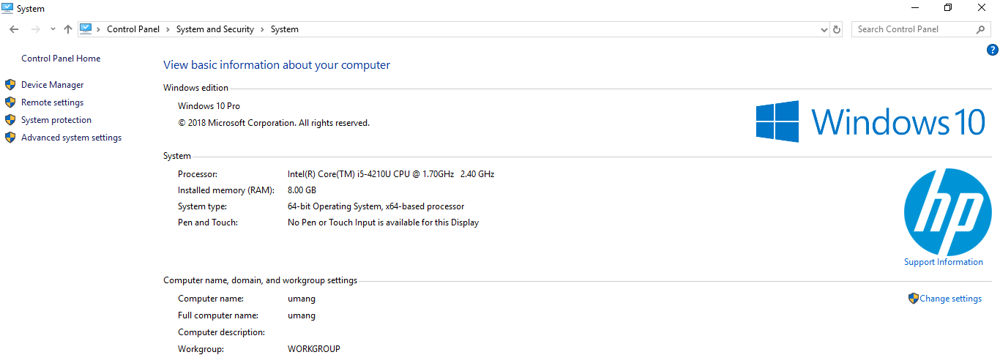 System
Control Panel > System and Security > System
Search Control Panel
Control Panel Home
Device Manager
Remote settings
System protection
Advanced system settings
?
View basic information about your computer
Windows edition
Windows 10 Pro
© 2018 Microsoft Corporation. All rights reserved.
Windows 10
System
Processor: Intel(R) Core(TM) i5-4210U CPU @ 1.70GHz 2.40 GHz
Installed memory (RAM): 8.00 GB
System type: 64-bit Operating System, x64-based processor
Pen and Touch: No Pen or Touch Input is available for this Display
hp
Support Information
Computer name, domain, and workgroup settings
Computer name: umang
Change settings
Full computer name: umang
Computer description:
Workgroup: WORKGROUP